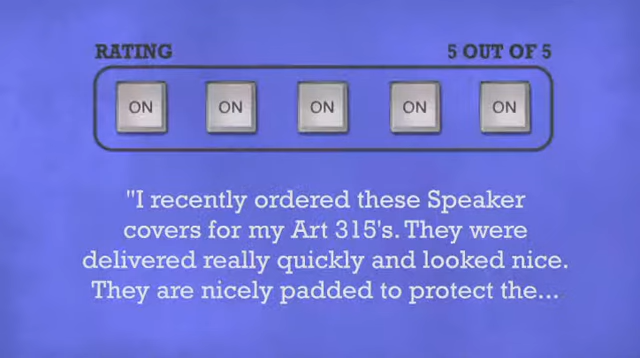 RATING 5 OUT OF 5
ON ON ON ON ON
"I recently ordered these Speaker
covers for my Art 315's. They were
delivered really quickly and looked nice.
They are nicely padded to protect the...